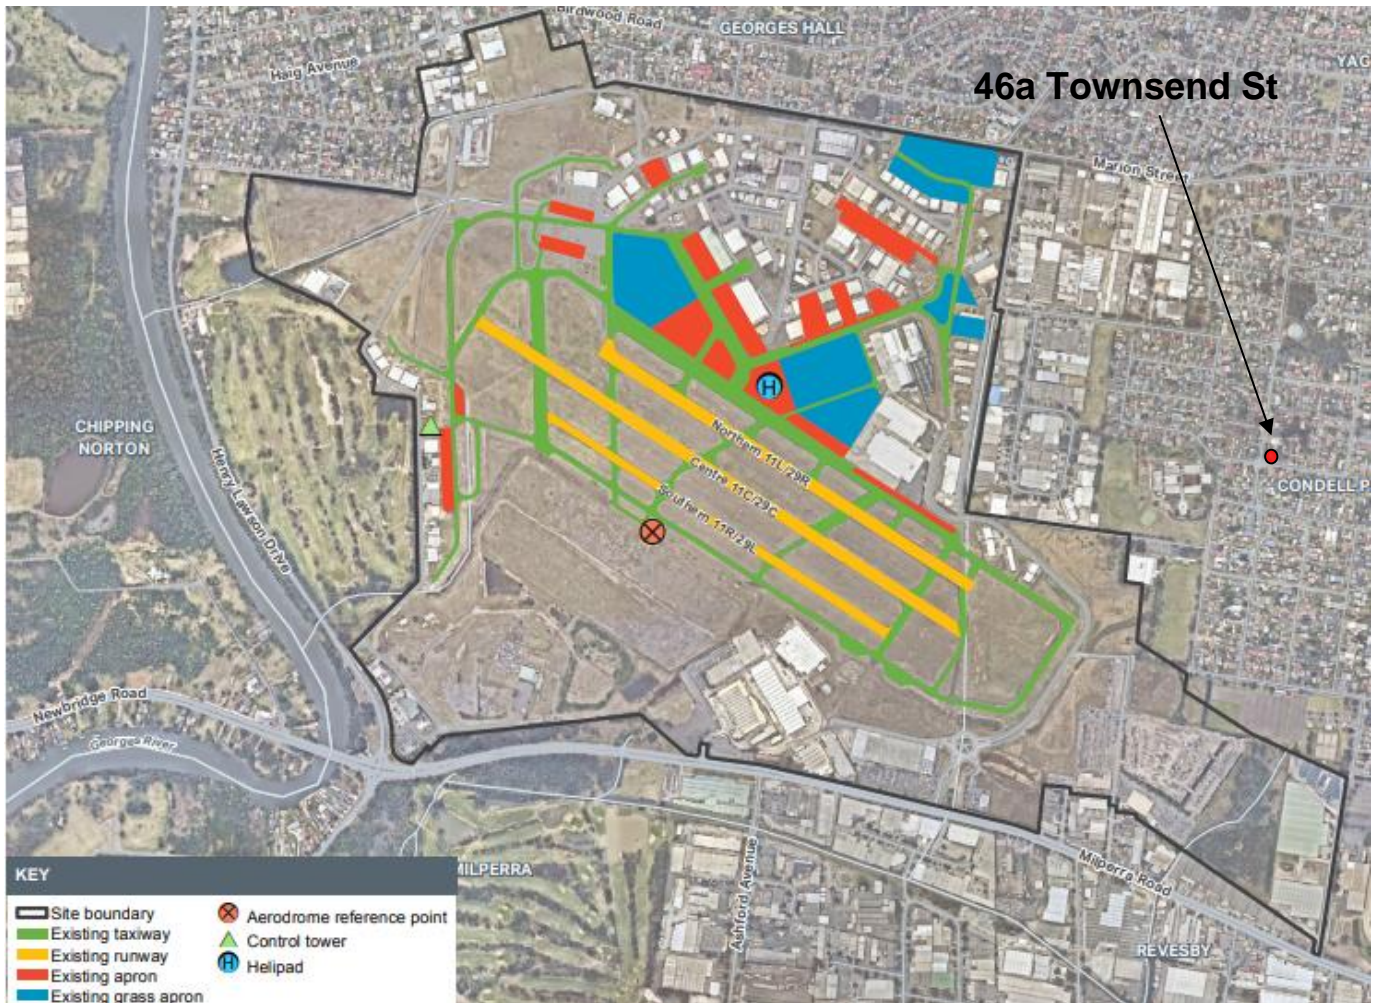 Birdwood Road
GEORGES HALL
Haig Avenue
YAG
46a Townsend St
Marion Street
CHIPPING
NORTON
Henry Lawson Drive
Northern 11L/29R
Centre 11C/29C
Southern 11R/29L
H
CONDELL P
Newbridge Road
Georges River
MILPERRA
Ashford Avenue
Milperra Road
REVESBY
KEY
Site boundary
Existing taxiway
Existing runway
Existing apron
Existing grass apron
Aerodrome reference point
Control tower
H
Helipad